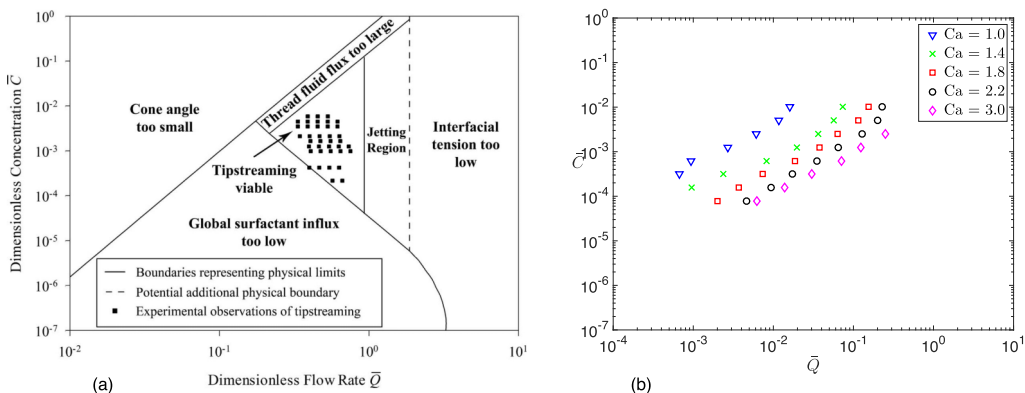 10^0
10^-1
10^-2
10^-3
10^-4
10^-5
10^-6
10^-7
Dimensionless Concentration C̅
Cone angle
too small
Thread fluid flux too large
Tipstreaming
viable
Jetting
Region
Interfacial
tension too
low
Global surfactant influx
too low
Boundaries representing physical limits
Potential additional physical boundary
Experimental observations of tipstreaming
10^-2
10^-1
10^0
10^1
Dimensionless Flow Rate Q̅
(a)
10^0
10^-1
10^-2
10^-3
10^-4
10^-5
10^-6
10^-7
C̅
Ca = 1.0
Ca = 1.4
Ca = 1.8
Ca = 2.2
Ca = 3.0
10^-4
10^-3
10^-2
10^-1
10^0
10^1
Q̅
(b)